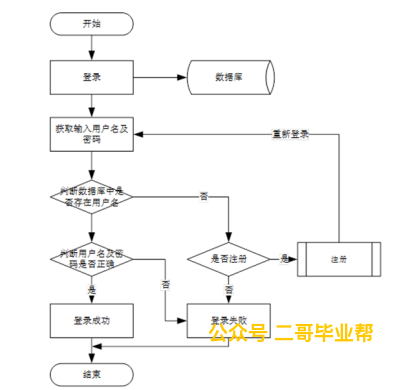 开始
登录
数据库
获取输入用户名及
密码
重新登录
判断数据库中是
否存在用户名
否
判断用户名及密
码是否正确
是否注册
是
注册
是
否
否
登录成功
登录失败
公众号 二哥毕业帮
结束